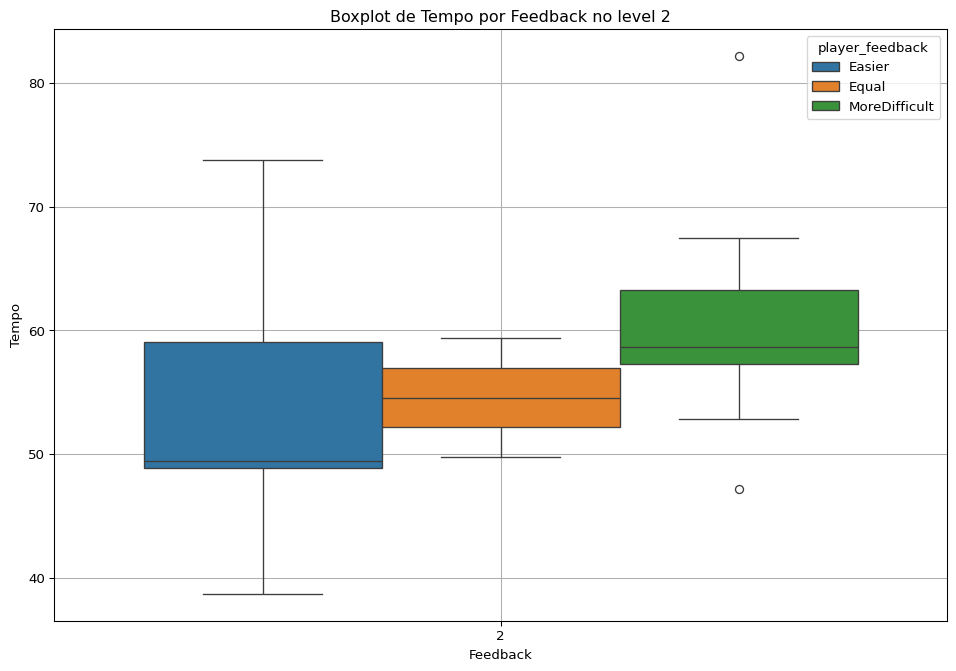 Boxplot de Tempo por Feedback no level 2
player_feedback
Easier
Equal
MoreDifficult
80
70
60
50
40
Tempo
2
Feedback